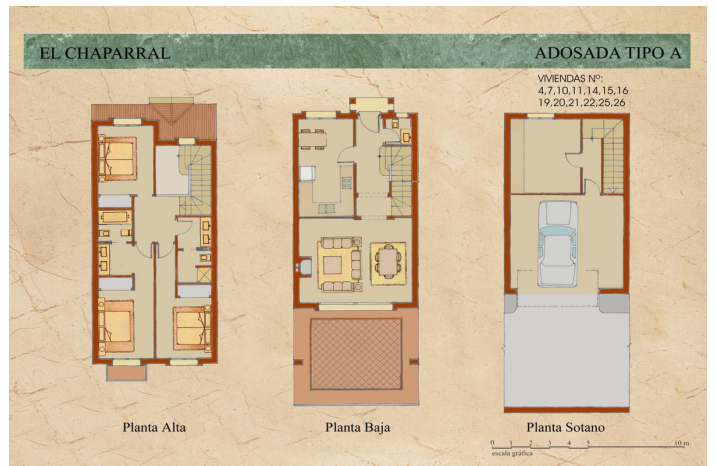 EL CHAPARRAL
ADOSADA TIPO A
VIVIENDAS Nº:
4,7,10,11,14,15,16
19,20,21,22,25,26
Planta Alta
Planta Baja
Planta Sotano
0 1 2 3 4 5 10 m.
escala gráfica